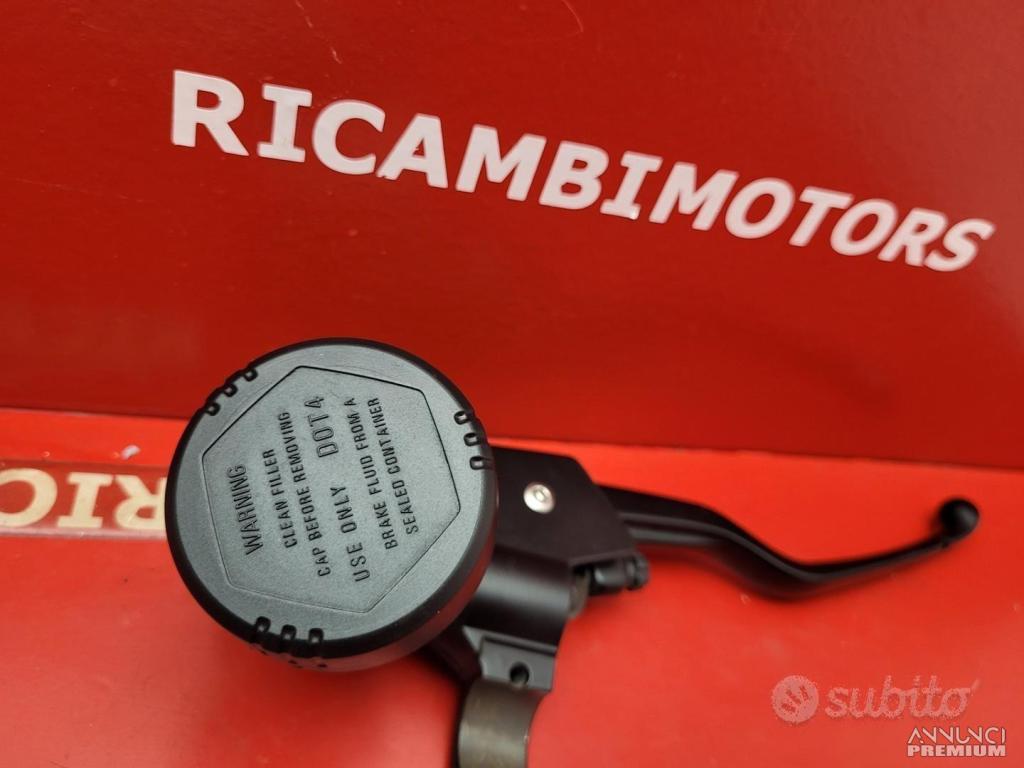 RICAMBIMOTORS
WARNING
CLEAN FILLER
CAP BEFORE REMOVING
USE ONLY DOT4
BRAKE FLUID FROM A
SEALED CONTAINER
RIC
subito
ANNUNCI
PREMIUM